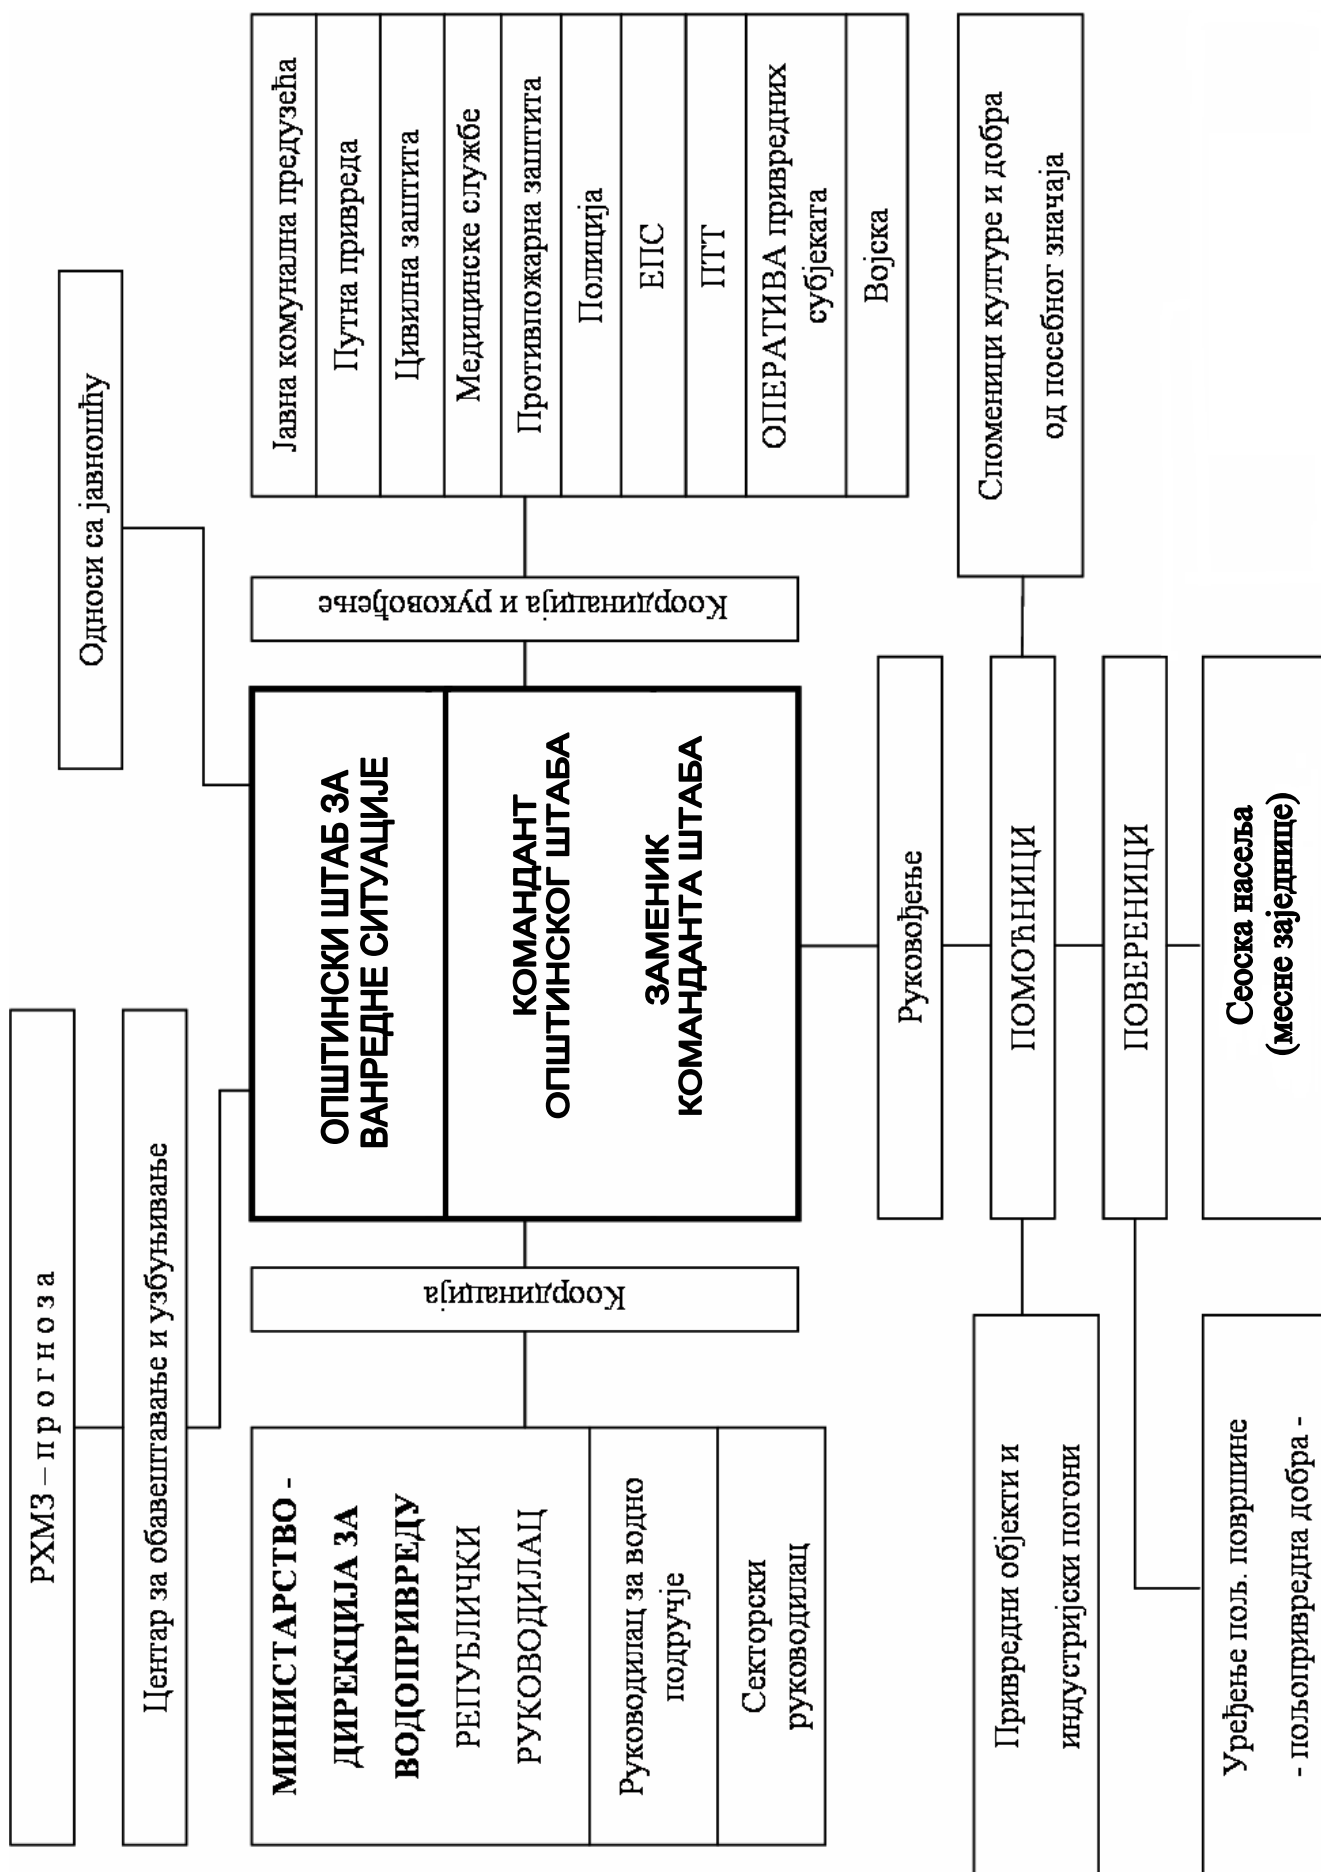 РХМЗ – п р о г н о з а
Центар за обавештавање и узбуњивање
Односи са јавношћу
МИНИСТАРСТВО -
ДИРЕКЦИЈА ЗА
ВОДОПРИВРЕДУ
РЕПУБЛИЧКИ
РУКОВОДИЛАЦ
Руководилац за водно
подручје
Секторски
руководилац
Координација
ОПШТИНСКИ ШТАБ ЗА
ВАНРЕДНЕ СИТУАЦИЈЕ
КОМАНДАНТ
ОПШТИНСКОГ ШТАБА
ЗАМЕНИК
КОМАНДАНТА ШТАБА
Координација и руковођење
Јавна комунална предузећа
Путна привреда
Цивилна заштита
Медицинске службе
Противпожарна заштита
Полиција
ЕПС
ПТТ
ОПЕРАТИВА привредних
субјеката
Војска
Руковођење
ПОМОЋНИЦИ
Привредни објекти и
индустријски погони
Споменици културе и добра
од посебног значаја
ПОВЕРЕНИЦИ
Уређење пољ. површине
- пољопривредна добра -
Сеоска насеља
(месне заједнице)